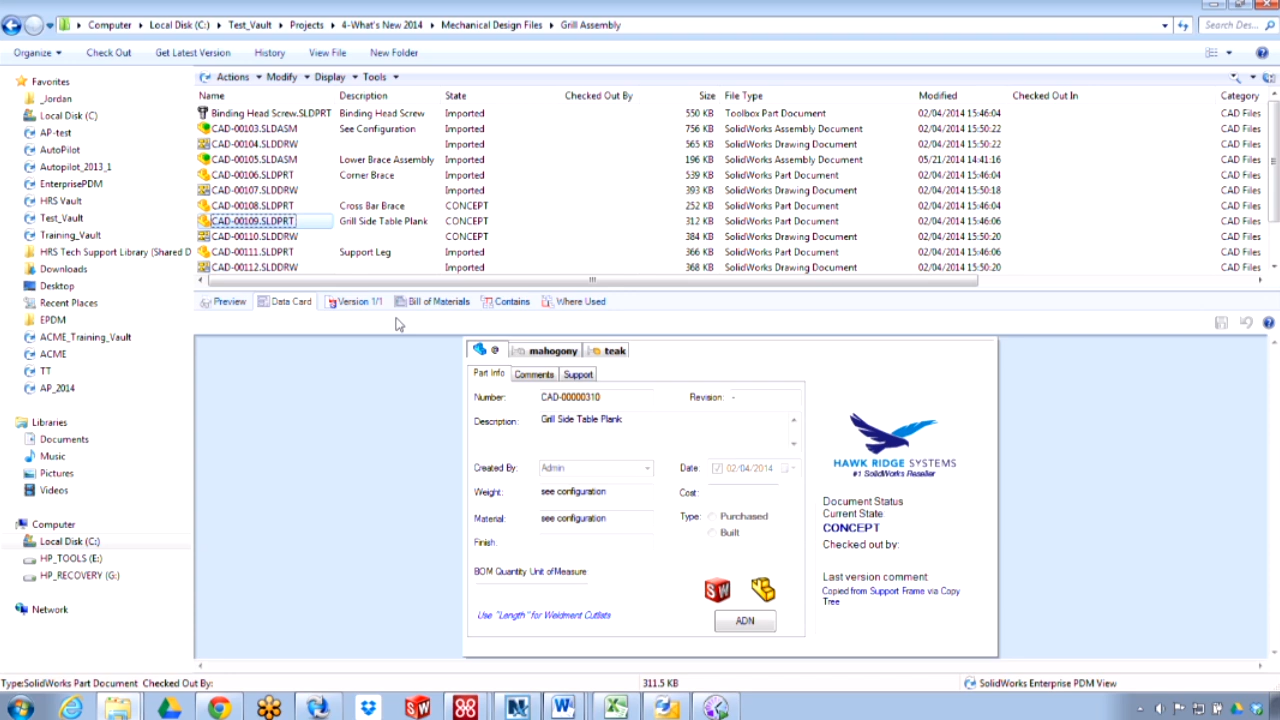 Computer ▸ Local Disk (C:) ▸ Test_Vault ▸ Projects ▸ 4-What's New 2014 ▸ Mechanical Design Files ▸ Grill Assembly
Search Des...
Organize Check Out Get Latest Version History View File New Folder
Actions Modify Display Tools
Name Description State Checked Out By Size File Type Modified Checked Out In Category
Binding Head Screw.SLDPRT Binding Head Screw Imported 550 KB Toolbox Part Document 02/04/2014 15:46:04 CAD Files
CAD-00103.SLDASM See Configuration Imported 756 KB SolidWorks Assembly Document 02/04/2014 15:50:22 CAD Files
CAD-00104.SLDDRW Imported 565 KB SolidWorks Drawing Document 02/04/2014 15:50:22 CAD Files
CAD-00105.SLDASM Lower Brace Assembly Imported 196 KB SolidWorks Assembly Document 05/21/2014 14:41:16 CAD Files
CAD-00106.SLDPRT Corner Brace Imported 539 KB SolidWorks Part Document 02/04/2014 15:46:04 CAD Files
CAD-00107.SLDDRW Imported 393 KB SolidWorks Drawing Document 02/04/2014 15:50:18 CAD Files
CAD-00108.SLDPRT Cross Bar Brace CONCEPT 252 KB SolidWorks Part Document 02/04/2014 15:46:04 CAD Files
CAD-00109.SLDPRT Grill Side Table Plank CONCEPT 312 KB SolidWorks Part Document 02/04/2014 15:46:06 CAD Files
CAD-00110.SLDDRW CONCEPT 384 KB SolidWorks Drawing Document 02/04/2014 15:50:20 CAD Files
CAD-00111.SLDPRT Support Leg Imported 366 KB SolidWorks Part Document 02/04/2014 15:46:06 CAD Files
CAD-00112.SLDDRW Imported 368 KB SolidWorks Drawing Document 02/04/2014 15:50:20 CAD Files
Favorites
_Jordan
Local Disk (C:)
AP-test
AutoPilot
Autopilot_2013_1
EnterprisePDM
HRS Vault
Test_Vault
Training_Vault
HRS Tech Support Library (Shared D
Downloads
Desktop
Recent Places
EPDM
ACME_Training_Vault
ACME
TT
AP_2014
Libraries
Documents
Music
Pictures
Videos
Computer
Local Disk (C:)
HP_TOOLS (E:)
HP_RECOVERY (G:)
Network
Preview Data Card Version 1/1 Bill of Materials Contains Where Used
@ mahogony teak
Part Info Comments Support
Number: CAD-00000310 Revision: -
Description: Grill Side Table Plank
Created By: Admin Date: 02/04/2014
Weight: see configuration Cost:
Material: see configuration Type: Purchased
Built
Finish:
BOM Quantity Unit of Measure
Use "Length" for Weldment Cutlists
SW
ADN
HAWK RIDGE SYSTEMS
#1 SolidWorks Reseller
Document Status
Current State
CONCEPT
Checked out by:
Last version comment
Copied from Support Frame via Copy
Tree
Type:SolidWorks Part Document Checked Out By: 311.5 KB SolidWorks Enterprise PDM View